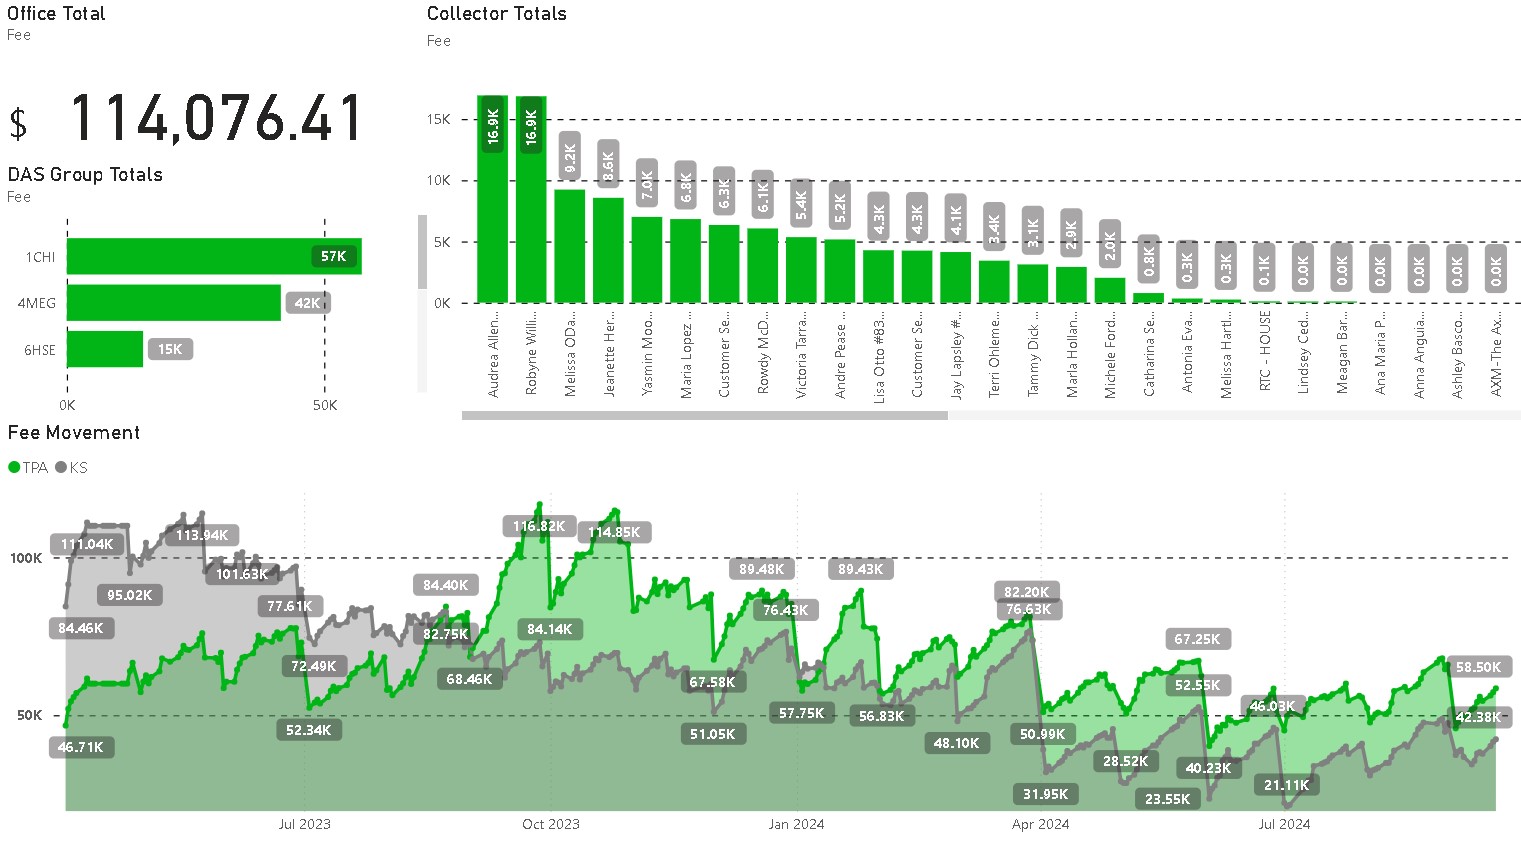 Office Total
Fee
$ 114,076.41
DAS Group Totals
Fee
1CHI
57K
4MEG
42K
6HSE
15K
0K
50K
Collector Totals
Fee
15K
10K
5K
0K
16.9K
16.9K
9.2K
8.6K
7.0K
6.8K
6.3K
6.1K
5.4K
5.2K
4.3K
4.3K
4.1K
3.4K
3.1K
2.9K
2.0K
0.8K
0.3K
0.3K
0.1K
0.0K
0.0K
0.0K
0.0K
0.0K
0.0K
Audrea Allen...
Robyne Willi...
Melissa ODa...
Jeanette Her...
Yasmin Moo...
Maria Lopez ...
Customer Se...
Rowdy McD...
Victoria Tarra...
Andre Pease ...
Lisa Otto #83...
Customer Se...
Jay Lapsley #...
Terri Ohleme...
Tammy Dick ...
Marla Hollan...
Michele Ford...
Catharina Se...
Antonia Eva...
Melissa Hartl...
RTC - HOUSE
Lindsey Ced...
Meagan Bar...
Ana Maria P...
Anna Anguia...
Ashley Basco...
AXM-The Ax...
Fee Movement
TPA KS
100K
50K
111.04K
84.46K
46.71K
95.02K
113.94K
101.63K
77.61K
72.49K
52.34K
84.40K
82.75K
68.46K
116.82K
84.14K
114.85K
67.58K
51.05K
89.48K
76.43K
57.75K
89.43K
56.83K
48.10K
82.20K
76.63K
50.99K
31.95K
28.52K
23.55K
67.25K
52.55K
40.23K
46.03K
21.11K
58.50K
42.38K
Jul 2023
Oct 2023
Jan 2024
Apr 2024
Jul 2024